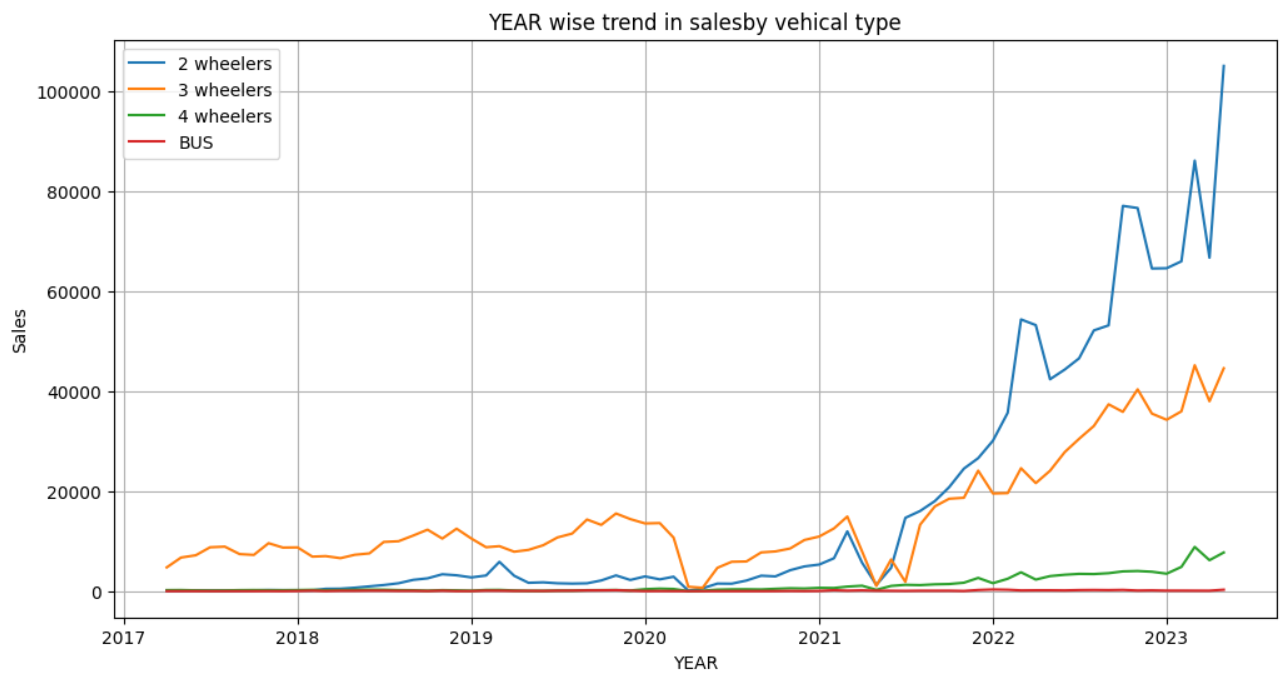 YEAR wise trend in salesby vehical type
2 wheelers
3 wheelers
4 wheelers
BUS
100000
80000
60000
40000
20000
0
Sales
2017 2018 2019 2020 2021 2022 2023
YEAR